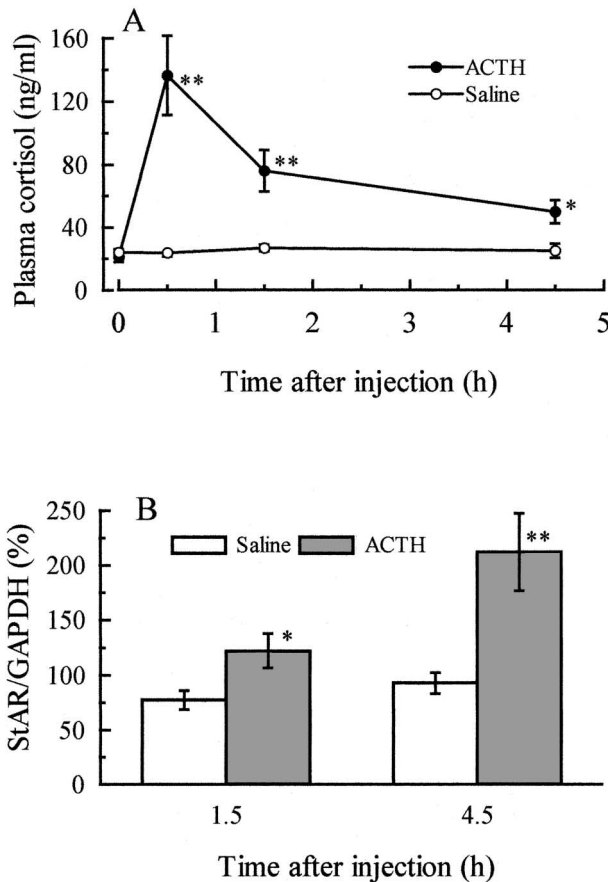 A
Plasma cortisol (ng/ml)
160
120
80
40
0
**
**
*
ACTH
Saline
0 1 2 3 4 5
Time after injection (h)
B
StAR/GAPDH (%)
250
200
150
100
50
0
Saline ACTH
*
**
1.5 4.5
Time after injection (h)